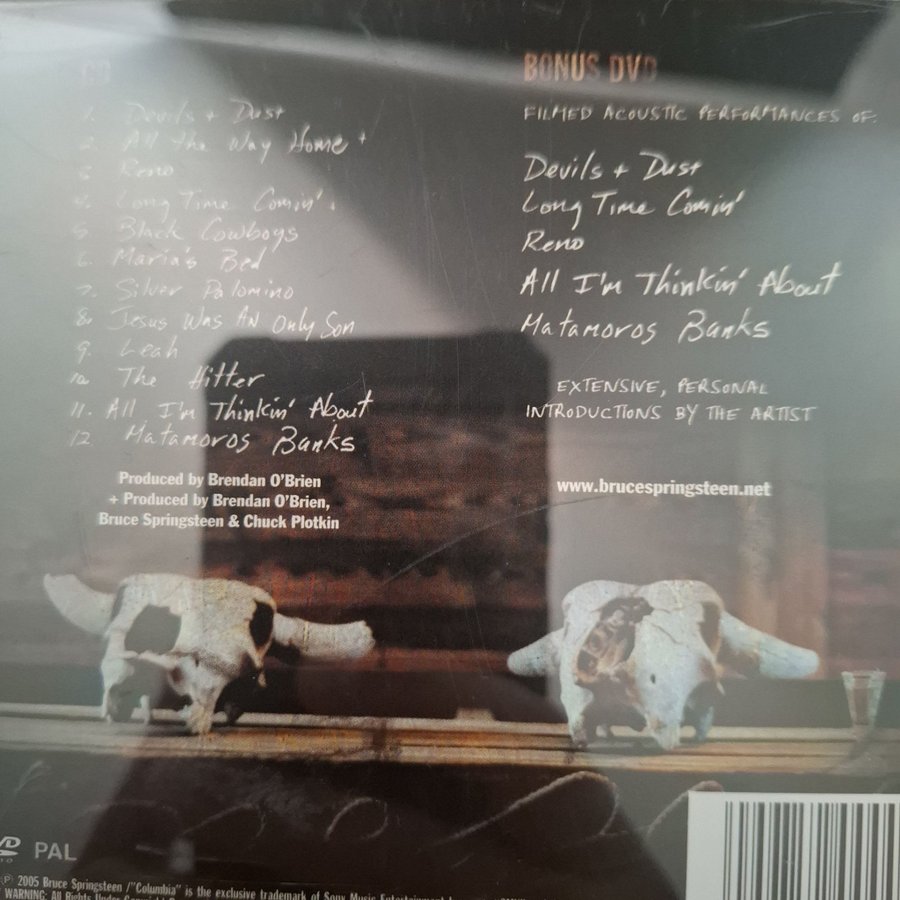 CD
1. Devils + Dust
2. All the Way Home +
3. Reno
4. Long Time Comin'
5. Black Cowboys
6. Maria's Bed
7. Silver Palomino
8. Jesus Was An Only Son
9. Leah
10. The Hitter
11. All I'm Thinkin' About
12 Matamoros Banks
Produced by Brendan O'Brien
+ Produced by Brendan O'Brien,
Bruce Springsteen & Chuck Plotkin
BONUS DVD
FILMED ACOUSTIC PERFORMANCES OF:
Devils + Dust
Long Time Comin'
Reno
All I'm Thinkin' About
Matamoros Banks
EXTENSIVE, PERSONAL
INTRODUCTIONS BY THE ARTIST
www.brucespringsteen.net
PAL
℗ 2005 Bruce Springsteen /"Columbia" is the exclusive trademark of Sony Music Entertainment
WARNING: All Rights Under Copyright